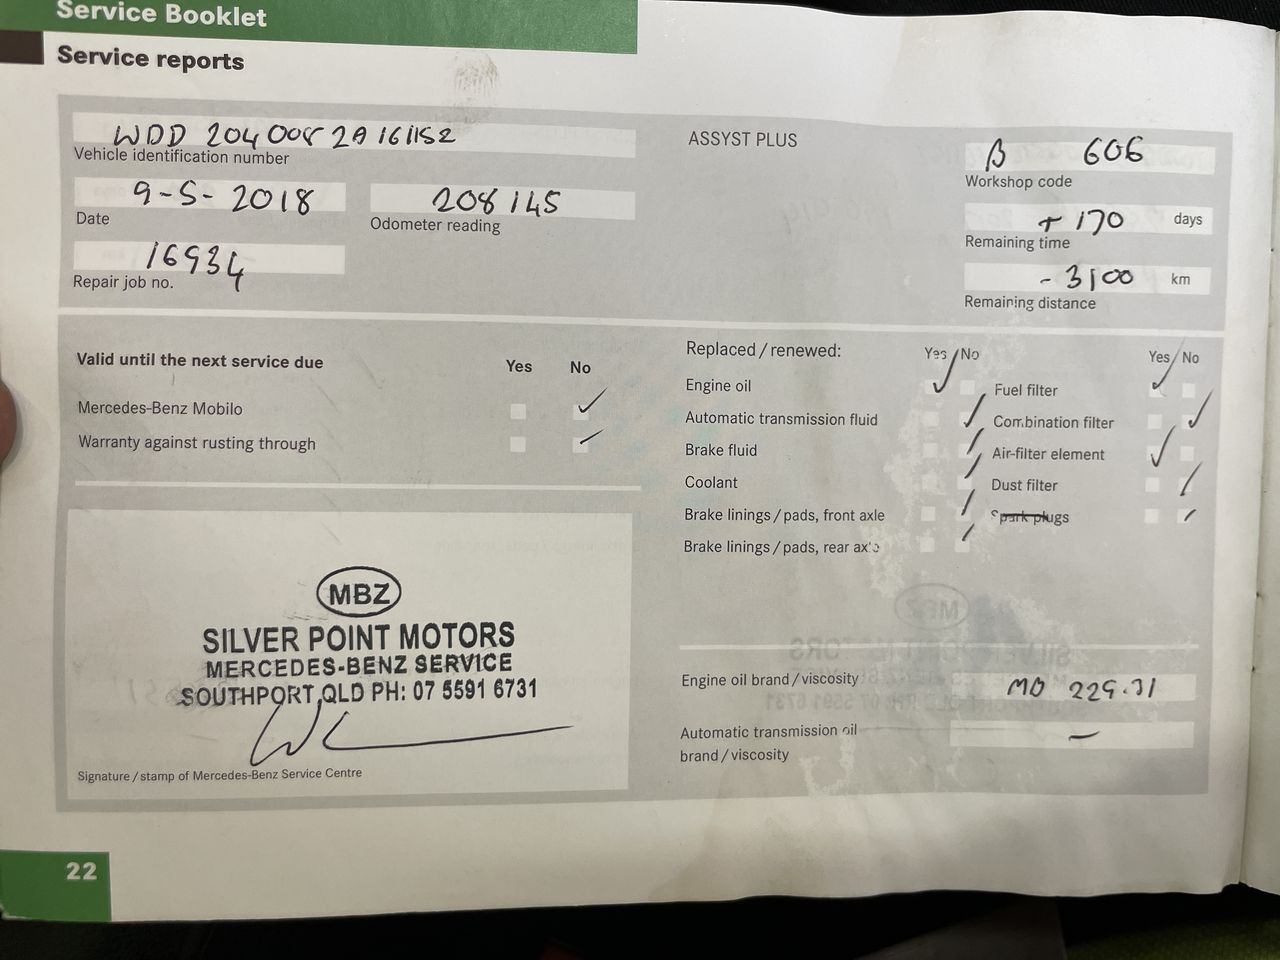 Service Booklet
Service reports
WDD 204 008 2A 161152
Vehicle identification number
9-5-2018
Date
208 145
Odometer reading
16934
Repair job no.
ASSYST PLUS
B 606
Workshop code
+ 170 days
Remaining time
- 3100 km
Remaining distance
Valid until the next service due Yes No
Mercedes-Benz Mobilo
Warranty against rusting through
Replaced / renewed: Yes No
Engine oil
Automatic transmission fluid
Brake fluid
Coolant
Brake linings / pads, front axle
Brake linings / pads, rear axle
Yes No
Fuel filter
Combination filter
Air-filter element
Dust filter
Spark plugs
MBZ
SILVER POINT MOTORS
MERCEDES-BENZ SERVICE
SOUTHPORT, QLD PH: 07 5591 6731
Signature / stamp of Mercedes-Benz Service Centre
Engine oil brand / viscosity
229.31
Automatic transmission oil
brand / viscosity
–
22